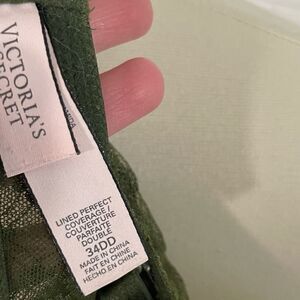 VICTORIA'S
SECRET
LINED PERFECT
COVERAGE /
COUVERTURE
PARFAITE
DOUBLE
34DD
MADE IN CHINA
FAIT EN CHINE
HECHO EN CHINA